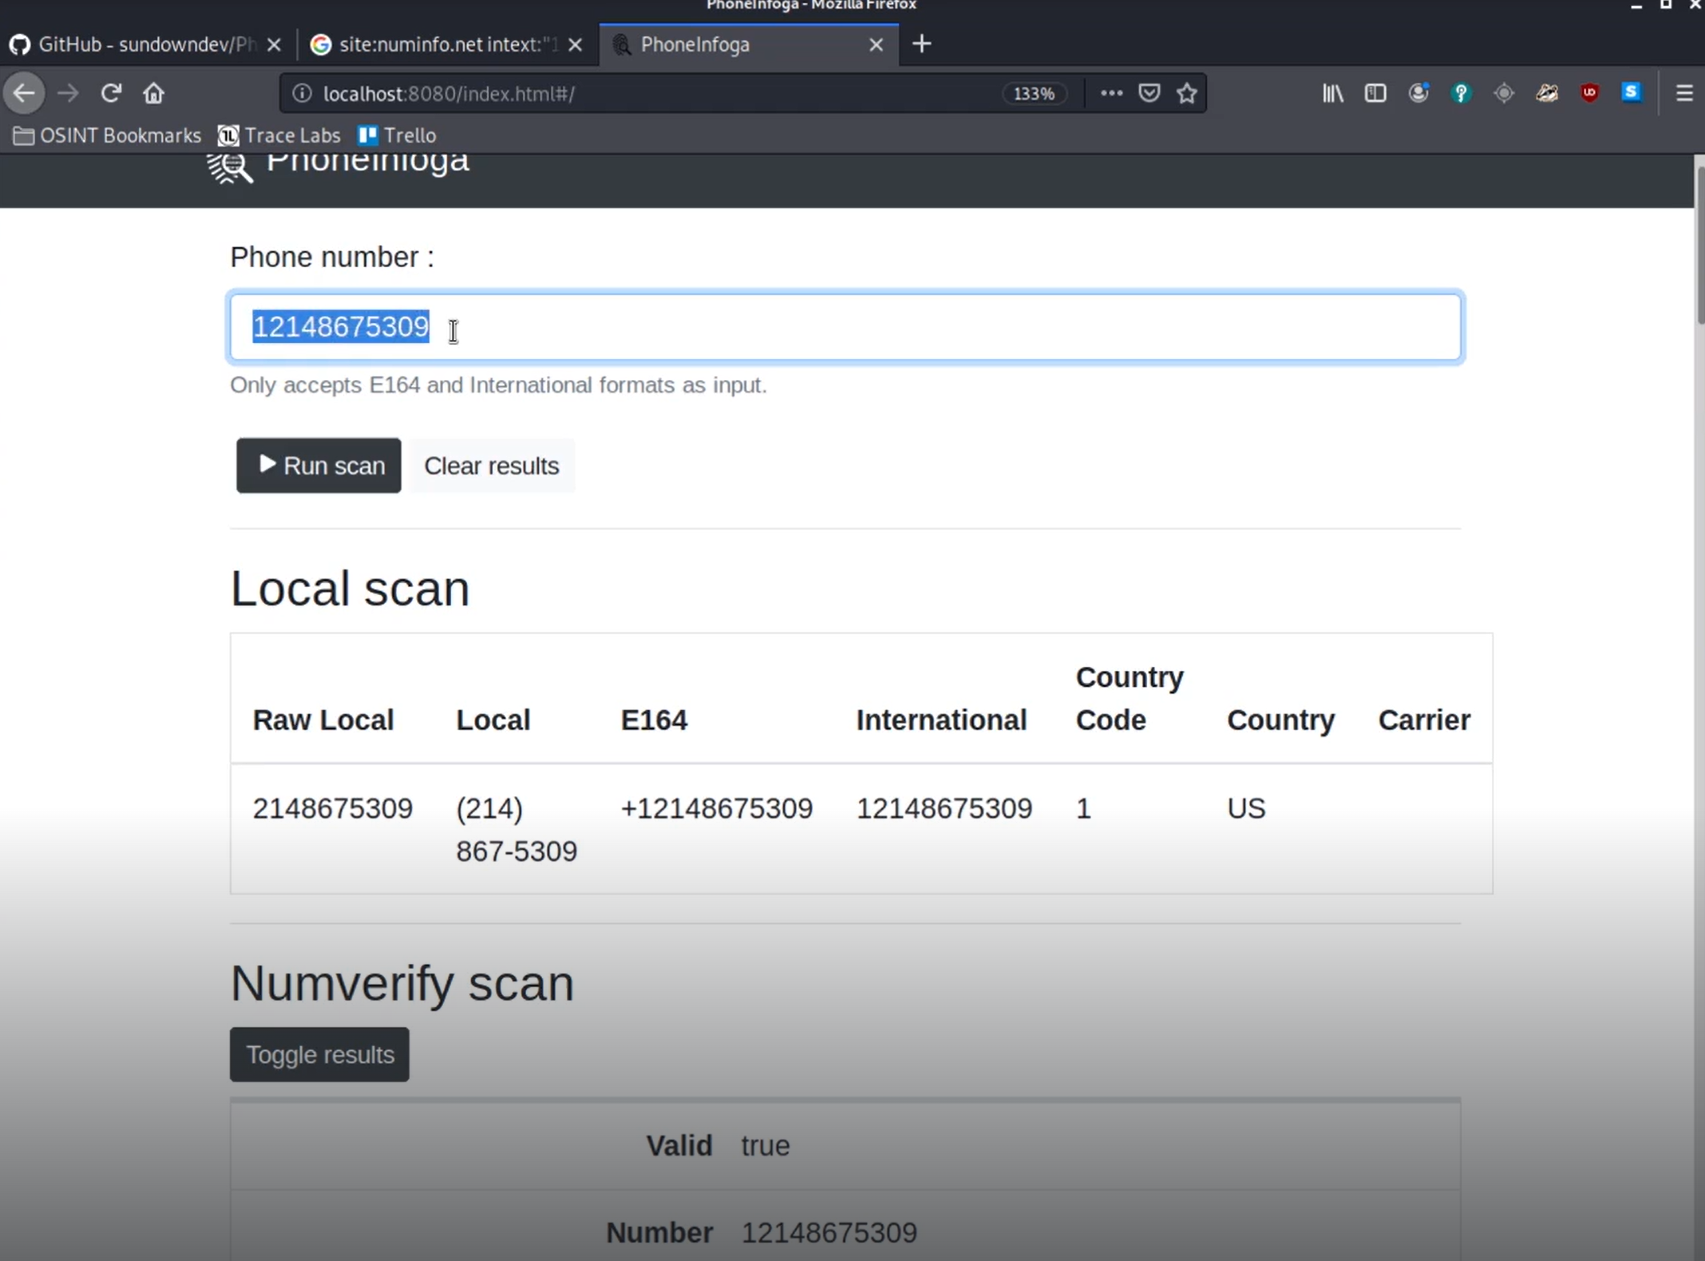 PhoneInfoga - Mozilla Firefox
GitHub - sundowndev/Ph
site:numinfo.net intext:"1
PhoneInfoga
localhost:8080/index.html#/
133%
OSINT Bookmarks
Trace Labs
Trello
PhoneInfoga
Phone number :
12148675309
Only accepts E164 and International formats as input.
Run scan
Clear results
Local scan
Raw Local Local E164 International Country Code Country Carrier
2148675309 (214) 867-5309 +12148675309 12148675309 1 US
Numverify scan
Toggle results
Valid true
Number 12148675309